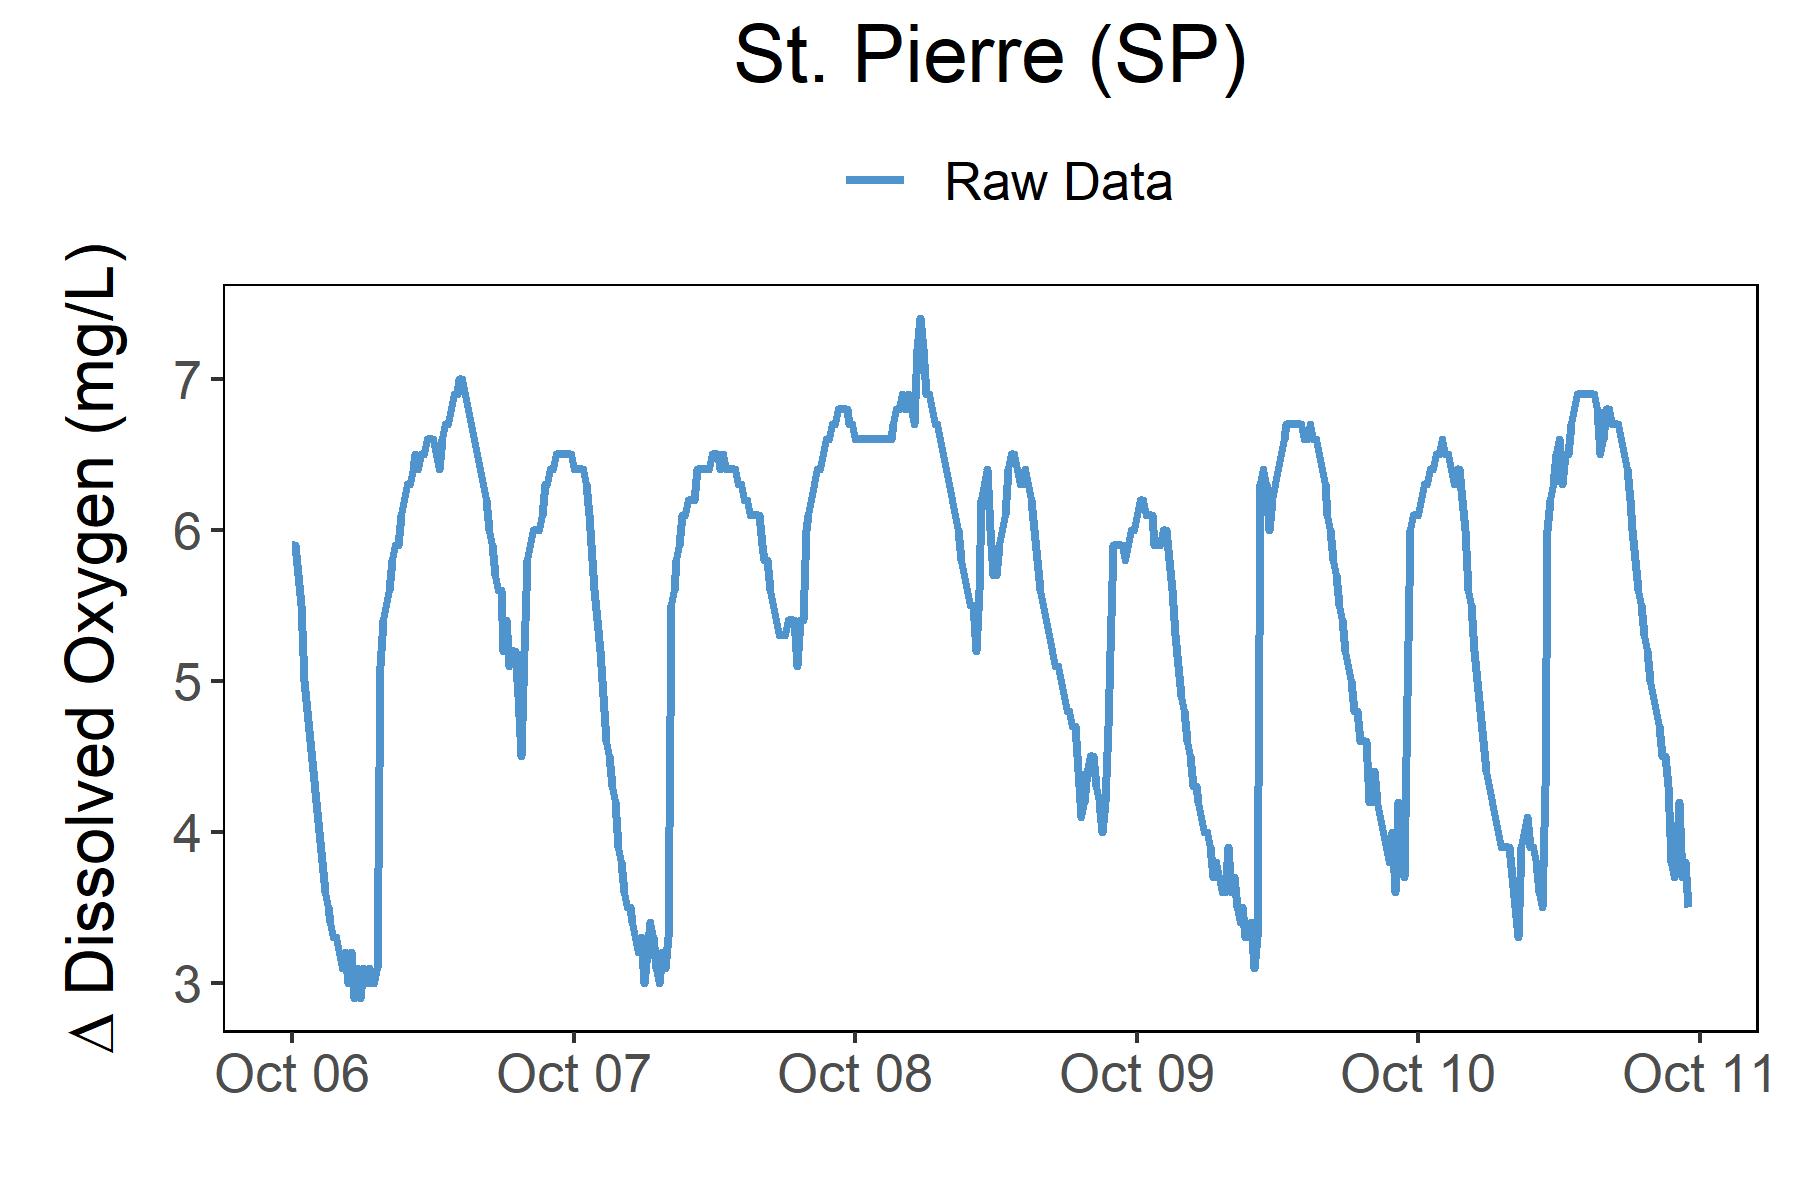 St. Pierre (SP)
Raw Data
Δ Dissolved Oxygen (mg/L)
7
6
5
4
3
Oct 06 Oct 07 Oct 08 Oct 09 Oct 10 Oct 11